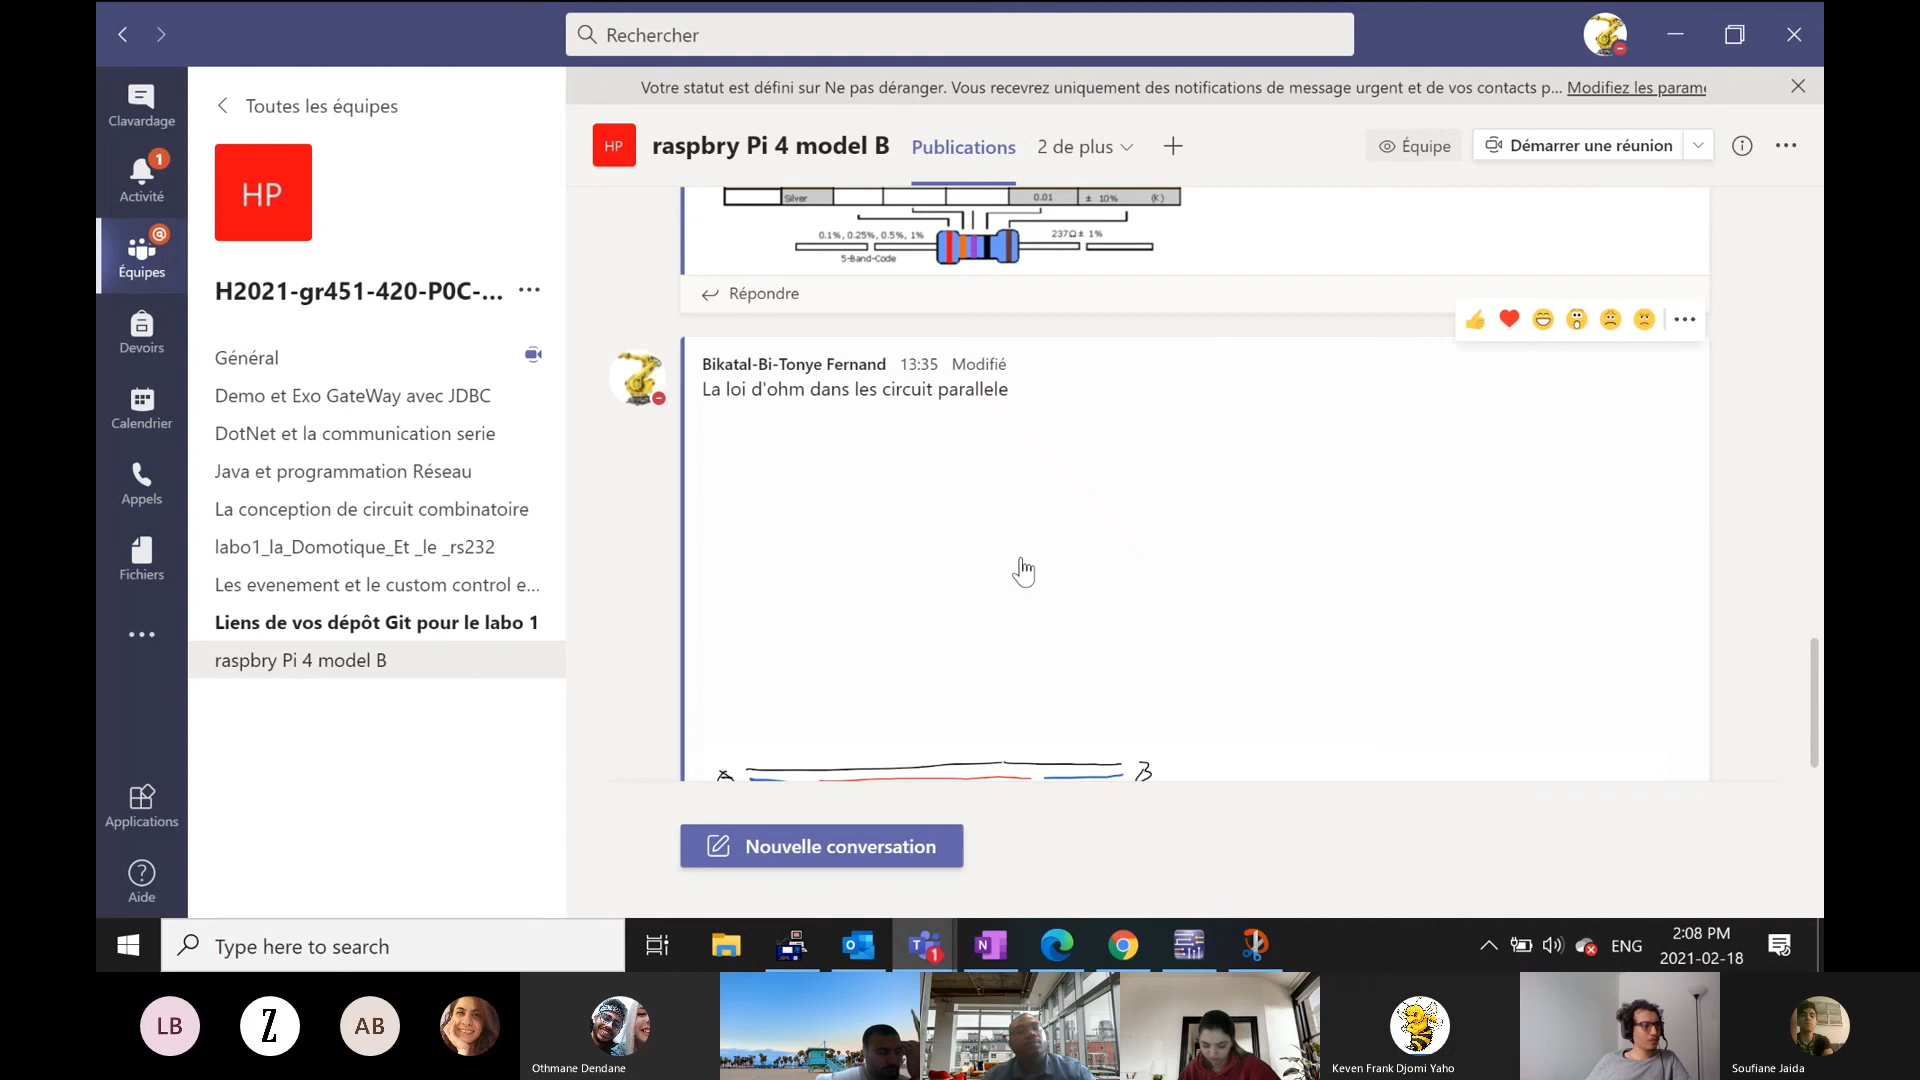 Rechercher
Votre statut est défini sur Ne pas déranger. Vous recevrez uniquement des notifications de message urgent et de vos contacts p... Modifiez les param
Clavardage
1
Activité
@
Équipes
Devoirs
Calendrier
Appels
Fichiers
Applications
Aide
Toutes les équipes
HP
H2021-gr451-420-P0C-... ...
Général
Demo et Exo GateWay avec JDBC
DotNet et la communication serie
Java et programmation Réseau
La conception de circuit combinatoire
labo1_la_Domotique_Et _le _rs232
Les evenement et le custom control e...
Liens de vos dépôt Git pour le labo 1
raspbry Pi 4 model B
HP raspbry Pi 4 model B Publications 2 de plus Équipe Démarrer une réunion
Silver 0.01 ± 10% (K)
0.1%, 0.25%, 0.5%, 1% 237Ω ± 1%
5-Band-Code
Répondre
Bikatal-Bi-Tonye Fernand 13:35 Modifié
La loi d'ohm dans les circuit parallele
A B
Nouvelle conversation
Type here to search
1
ENG
2:08 PM
2021-02-18
LB Z AB
Othmane Dendane
Keven Frank Djomi Yaho
Soufiane Jaida